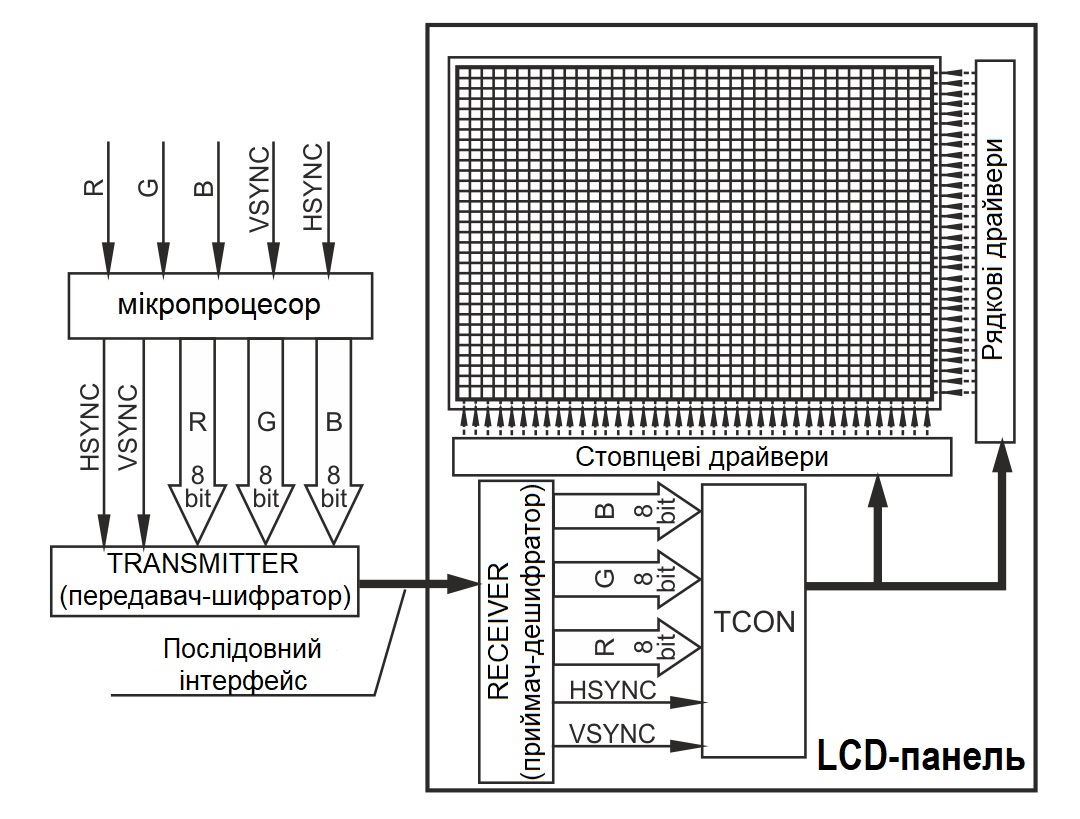 R
G
B
VSYNC
HSYNC
мікропроцесор
HSYNC
VSYNC
R
8
bit
G
8
bit
B
8
bit
TRANSMITTER
(передавач-шифратор)
Послідовний
інтерфейс
Рядкові драйвери
Стовпцеві драйвери
RECEIVER
(приймач-дешифратор)
B
8
bit
G
8
bit
R
8
bit
HSYNC
VSYNC
TCON
LCD-панель